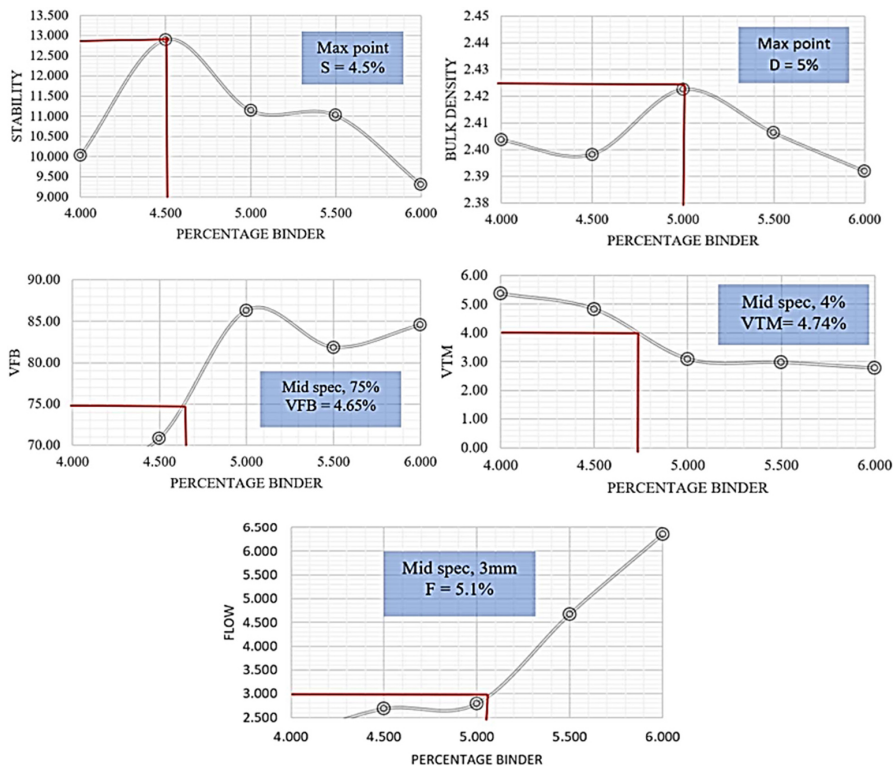 STABILITY
13.500
13.000
12.500
12.000
11.500
11.000
10.500
10.000
9.500
9.000
4.000 4.500 5.000 5.500 6.000
PERCENTAGE BINDER
Max point
S = 4.5%
BULK DENSITY
2.45
2.44
2.43
2.42
2.41
2.40
2.39
2.38
4.000 4.500 5.000 5.500 6.000
PERCENTAGE BINDER
Max point
D = 5%
VFB
90.00
85.00
80.00
75.00
70.00
4.000 4.500 5.000 5.500 6.000
PERCENTAGE BINDER
Mid spec, 75%
VFB = 4.65%
VTM
6.00
5.00
4.00
3.00
2.00
1.00
0.00
4.000 4.500 5.000 5.500 6.000
PERCENTAGE BINDER
Mid spec, 4%
VTM= 4.74%
FLOW
6.500
6.000
5.500
5.000
4.500
4.000
3.500
3.000
2.500
4.000 4.500 5.000 5.500 6.000
PERCENTAGE BINDER
Mid spec, 3mm
F = 5.1%